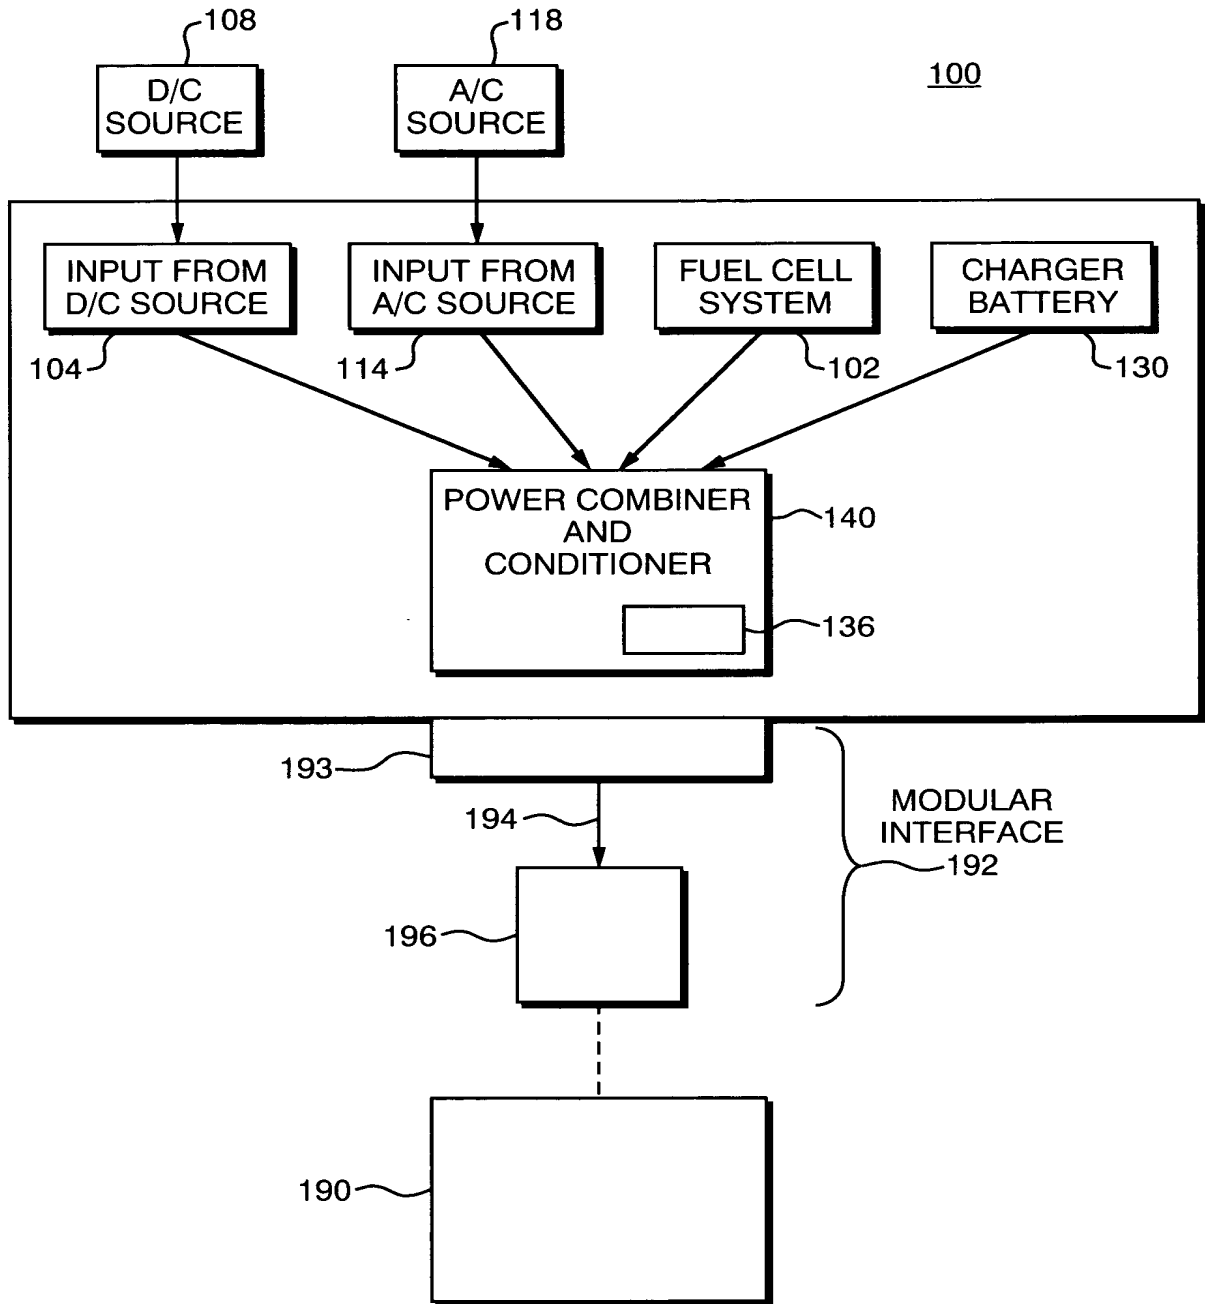 108
118
100
D/C
SOURCE
A/C
SOURCE
INPUT FROM
D/C SOURCE
INPUT FROM
A/C SOURCE
FUEL CELL
SYSTEM
CHARGER
BATTERY
104
114
102
130
POWER COMBINER
AND
CONDITIONER
140
136
193
194
MODULAR
INTERFACE
192
196
190